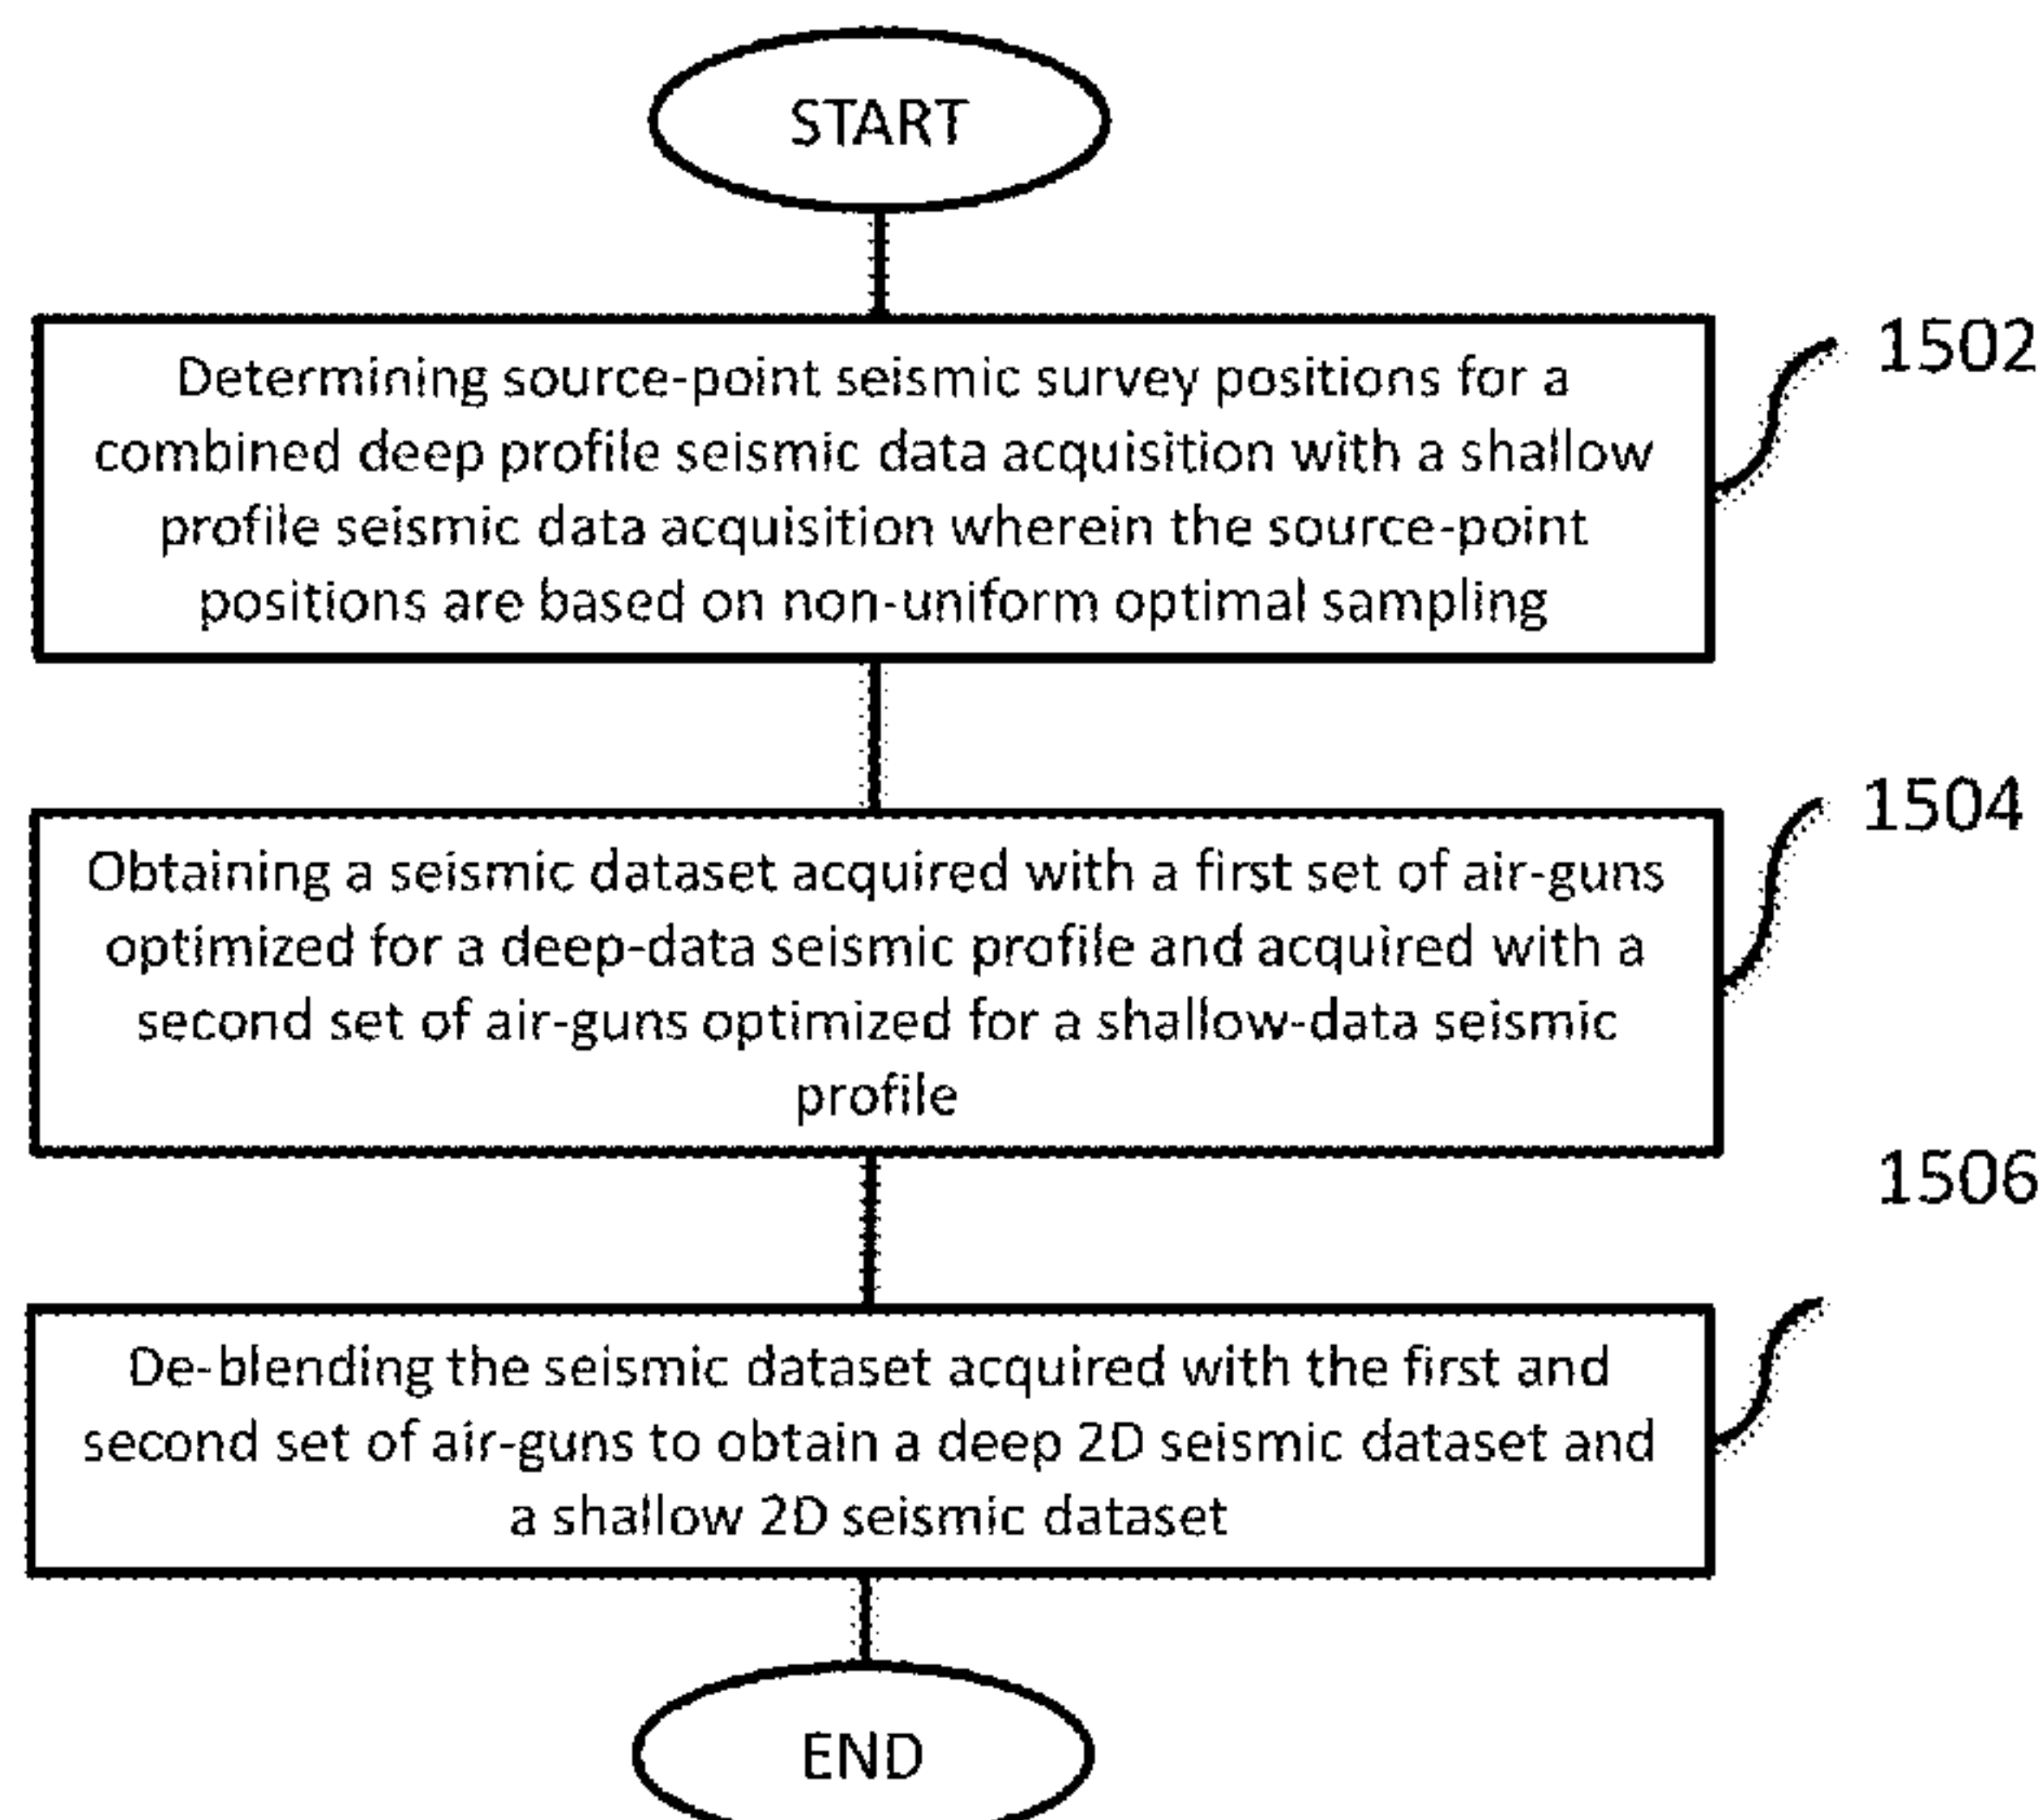 START
Determining source-point seismic survey positions for a
combined deep profile seismic data acquisition with a shallow
profile seismic data acquisition wherein the source-point
positions are based on non-uniform optimal sampling
1502
Obtaining a seismic dataset acquired with a first set of air-guns
optimized for a deep-data seismic profile and acquired with a
second set of air-guns optimized for a shallow-data seismic
profile
1504
1506
De-blending the seismic dataset acquired with the first and
second set of air-guns to obtain a deep 2D seismic dataset and
a shallow 2D seismic dataset
END